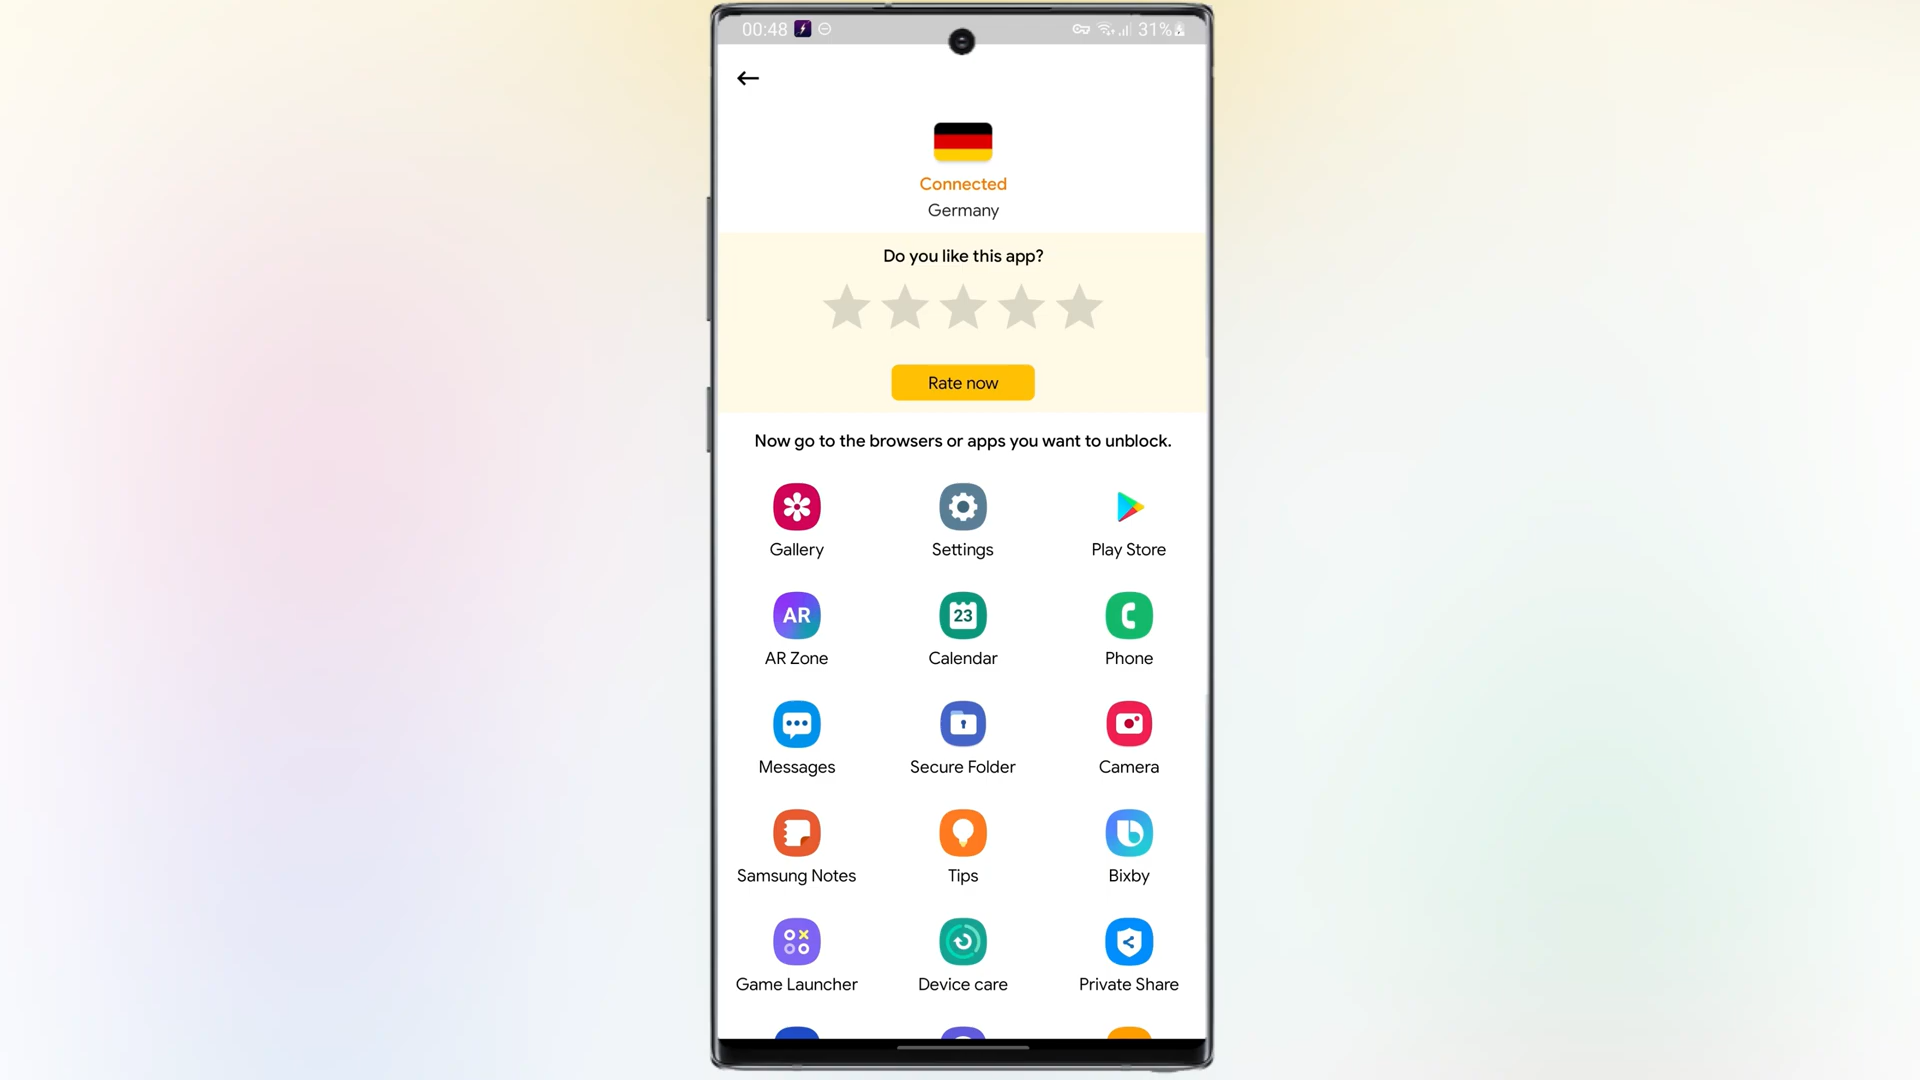 00:48 31%
Connected
Germany
Do you like this app?
Rate now
Now go to the browsers or apps you want to unblock.
Gallery Settings Play Store
AR 23
AR Zone Calendar Phone
Messages Secure Folder Camera
Samsung Notes Tips Bixby
Game Launcher Device care Private Share